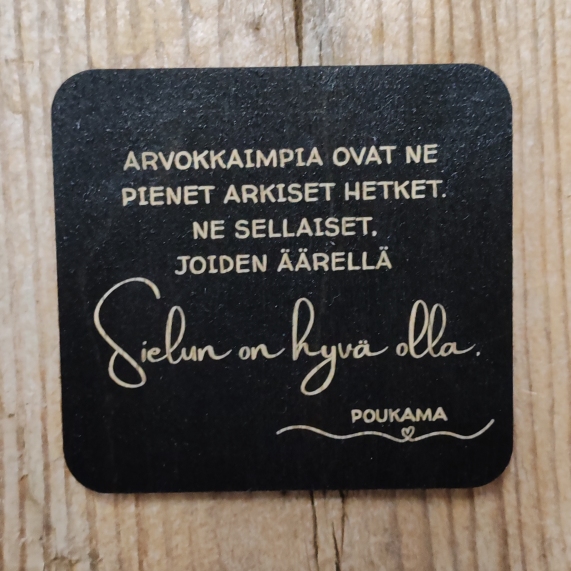 ARVOKKAIMPIA OVAT NE
PIENET ARKISET HETKET.
NE SELLAISET,
JOIDEN ÄÄRELLÄ
Sielun on hyvä olla.
POUKAMA